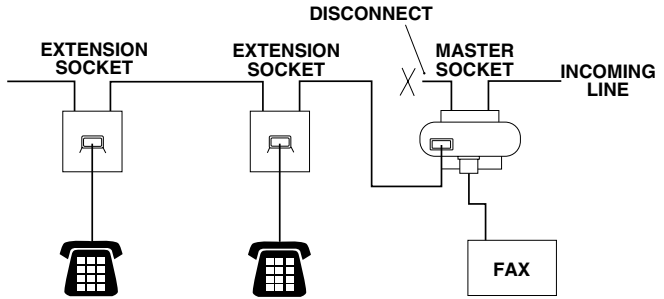 DISCONNECT
EXTENSION
SOCKET
EXTENSION
SOCKET
MASTER
SOCKET
INCOMING
LINE
FAX